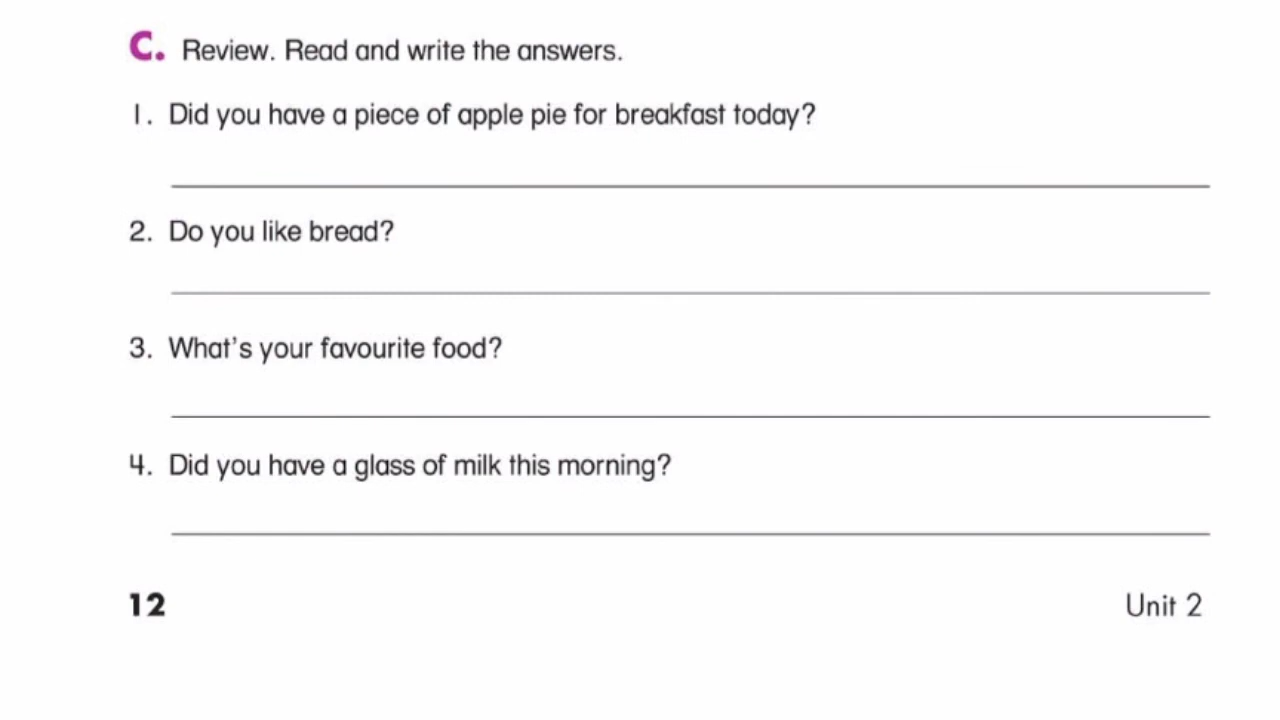 C. Review. Read and write the answers.
1. Did you have a piece of apple pie for breakfast today?
2. Do you like bread?
3. What's your favourite food?
4. Did you have a glass of milk this morning?
12 Unit 2